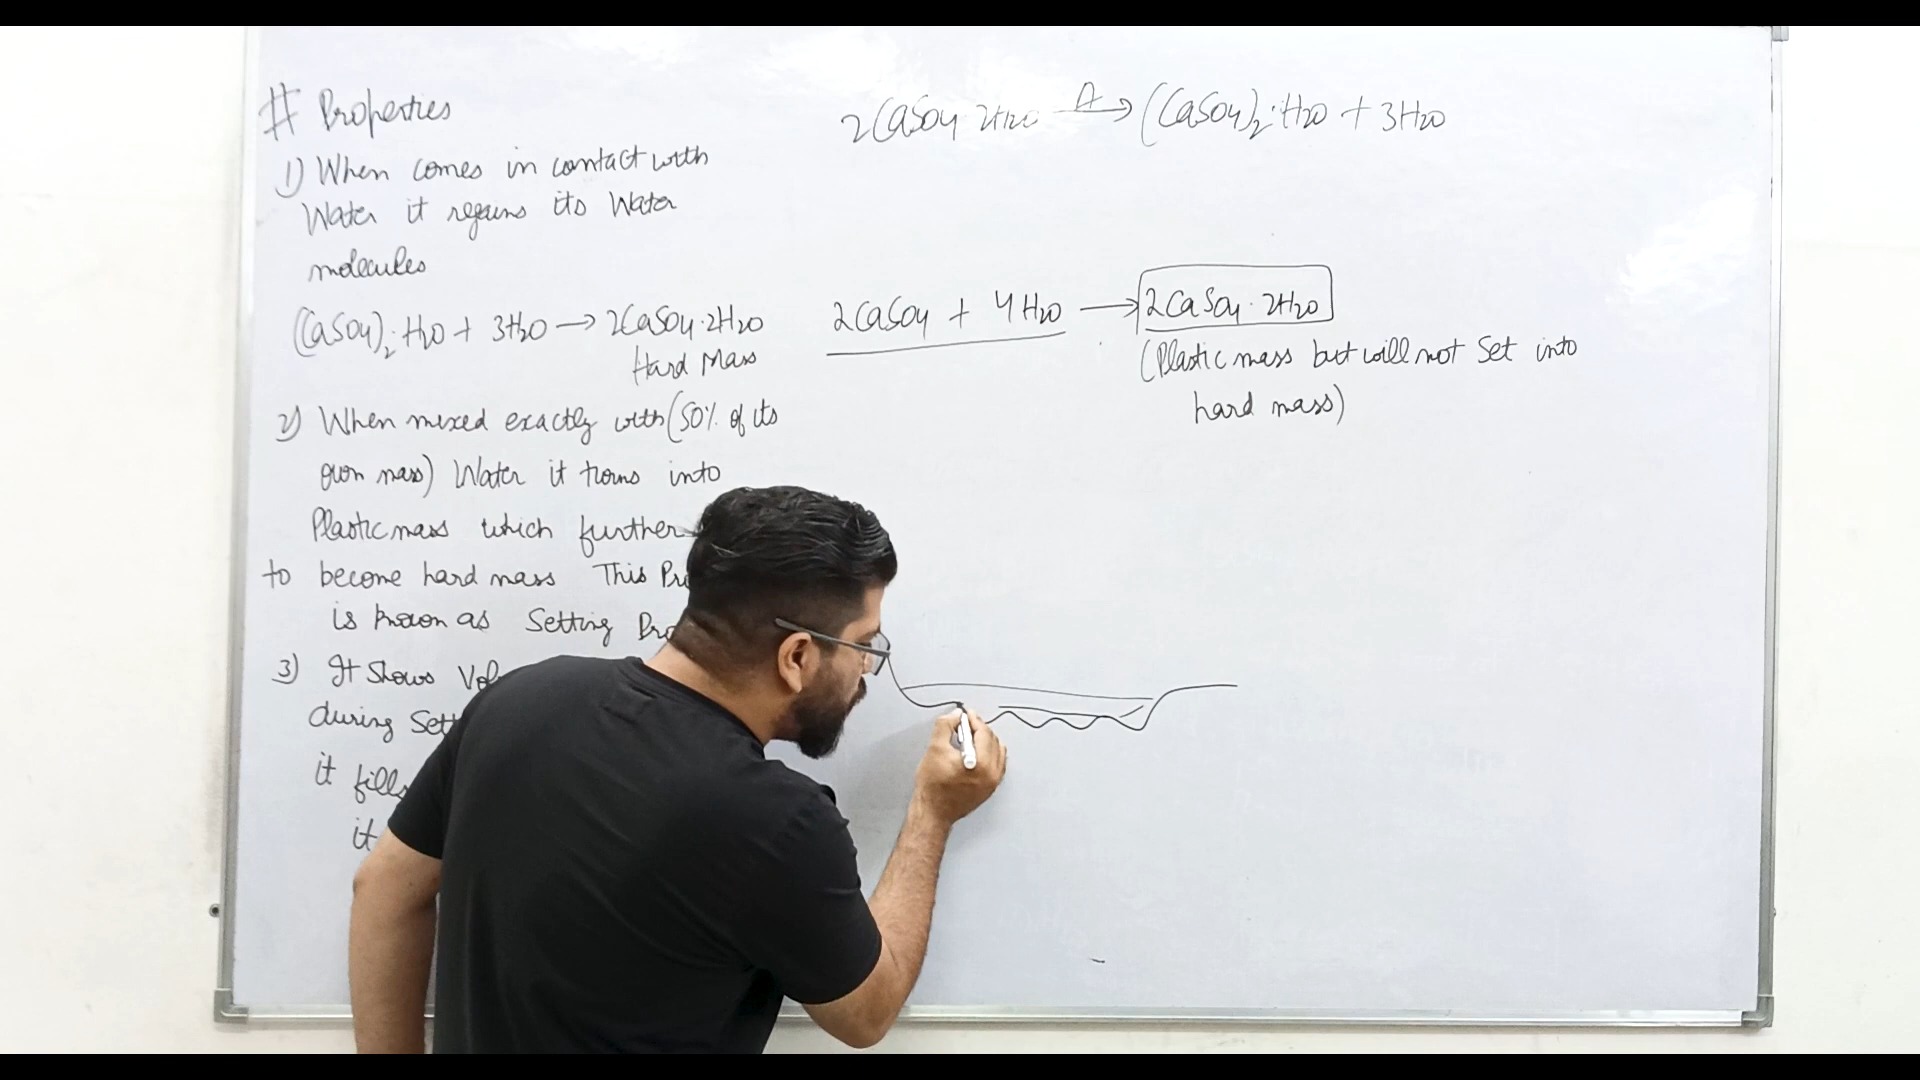 # Properties
1) When comes in contact with
Water it regains its Water
molecules
(CaSO4)2·H2O + 3H2O → 2CaSO4·2H2O
Hard Mass
2) When mixed exactly with (50% of its
own mass) Water it turns into
Plastic mass which further
to become hard mass This
is known as Setting
3) It Shows
during
it fills
it
2CaSO4·2H2O Δ→ (CaSO4)2·H2O + 3H2O
2CaSO4 + 4H2O → 2CaSO4·2H2O
(Plastic mass but will not Set into
hard mass)